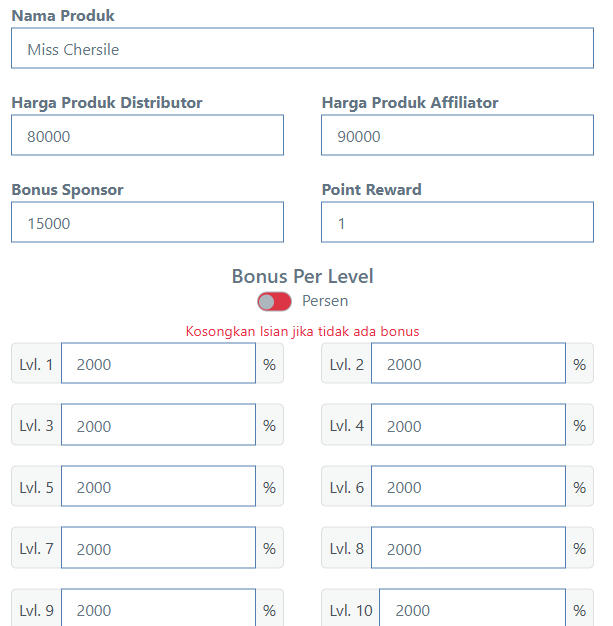 Nama Produk
Miss Chersile
Harga Produk Distributor
Harga Produk Affiliator
80000
90000
Bonus Sponsor
Point Reward
15000
1
Bonus Per Level
Persen
Kosongkan Isian jika tidak ada bonus
Lvl. 1 2000 %
Lvl. 2 2000 %
Lvl. 3 2000 %
Lvl. 4 2000 %
Lvl. 5 2000 %
Lvl. 6 2000 %
Lvl. 7 2000 %
Lvl. 8 2000 %
Lvl. 9 2000 %
Lvl. 10 2000 %